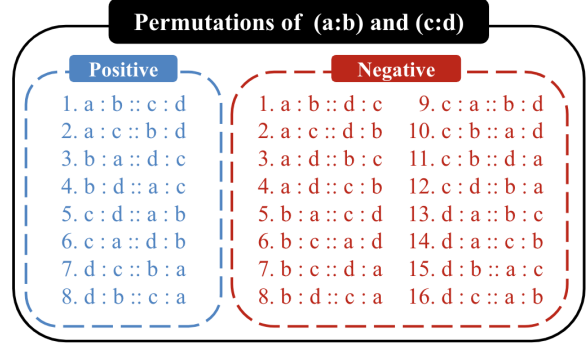 Permutations of (a:b) and (c:d)
Positive
1. a : b :: c : d
2. a : c :: b : d
3. b : a :: d : c
4. b : d :: a : c
5. c : d :: a : b
6. c : a :: d : b
7. d : c :: b : a
8. d : b :: c : a
Negative
1. a : b :: d : c
2. a : c :: d : b
3. a : d :: b : c
4. a : d :: c : b
5. b : a :: c : d
6. b : c :: a : d
7. b : c :: d : a
8. b : d :: c : a
9. c : a :: b : d
10. c : b :: a : d
11. c : b :: d : a
12. c : d :: b : a
13. d : a :: b : c
14. d : a :: c : b
15. d : b :: a : c
16. d : c :: a : b